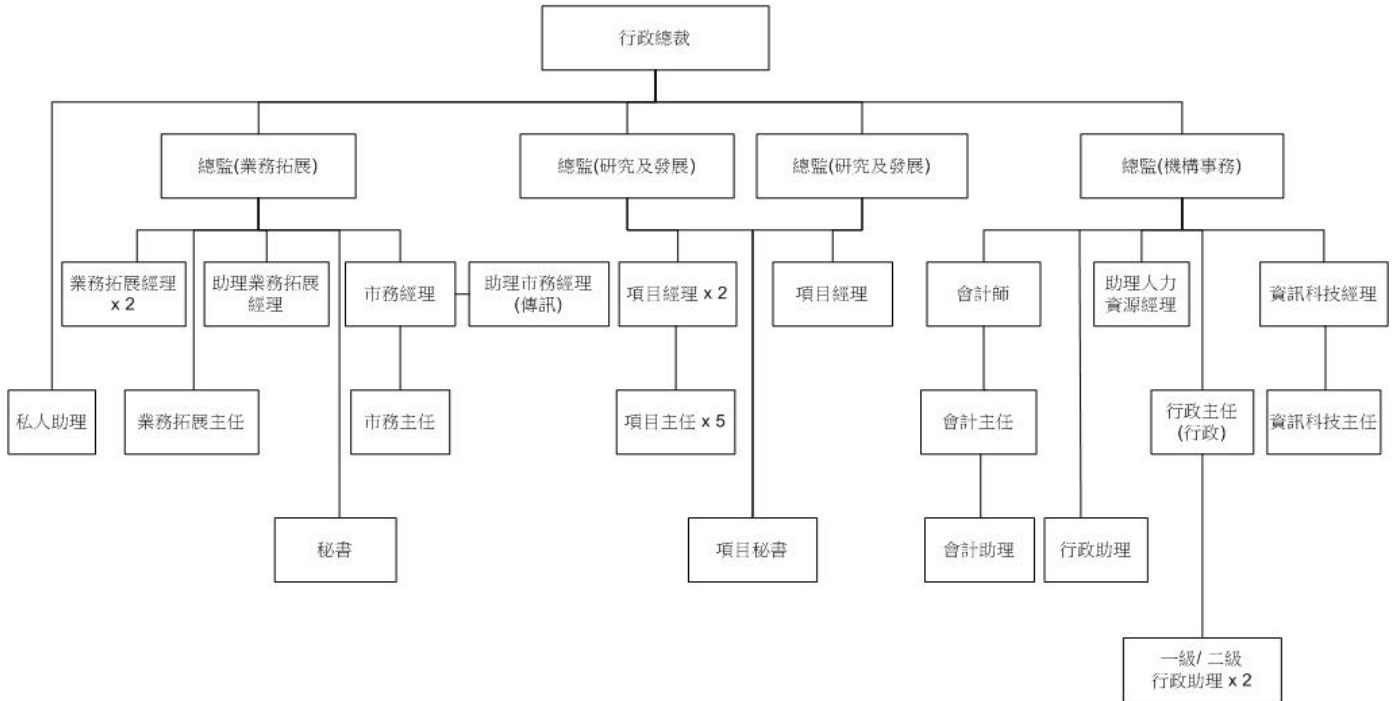 行政總裁
總監(業務拓展)
總監(研究及發展)
總監(研究及發展)
總監(機構事務)
業務拓展經理
x 2
助理業務拓展
經理
市務經理
助理市務經理
(傳訊)
項目經理 x 2
項目經理
會計師
助理人力
資源經理
資訊科技經理
私人助理
業務拓展主任
市務主任
項目主任 x 5
會計主任
行政主任
(行政)
資訊科技主任
秘書
項目秘書
會計助理
行政助理
一級/ 二級
行政助理 x 2